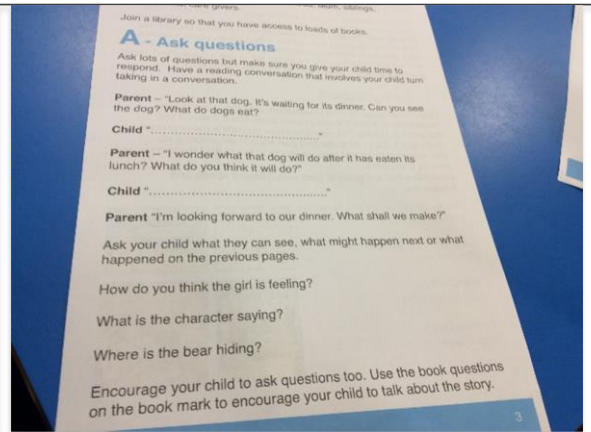 care givers,
Mum, siblings,
Join a library so that you have access to loads of books.
A - Ask questions
Ask lots of questions but make sure you give your child time to
respond. Have a reading conversation that involves your child turn
taking in a conversation.
Parent – "Look at that dog. It's waiting for its dinner. Can you see
the dog? What do dogs eat?
Child "............................................"
Parent – "I wonder what that dog will do after it has eaten its
lunch? What do you think it will do?"
Child "............................................"
Parent "I'm looking forward to our dinner. What shall we make?"
Ask your child what they can see, what might happen next or what
happened on the previous pages.
How do you think the girl is feeling?
What is the character saying?
Where is the bear hiding?
Encourage your child to ask questions too. Use the book questions
on the book mark to encourage your child to talk about the story.
3